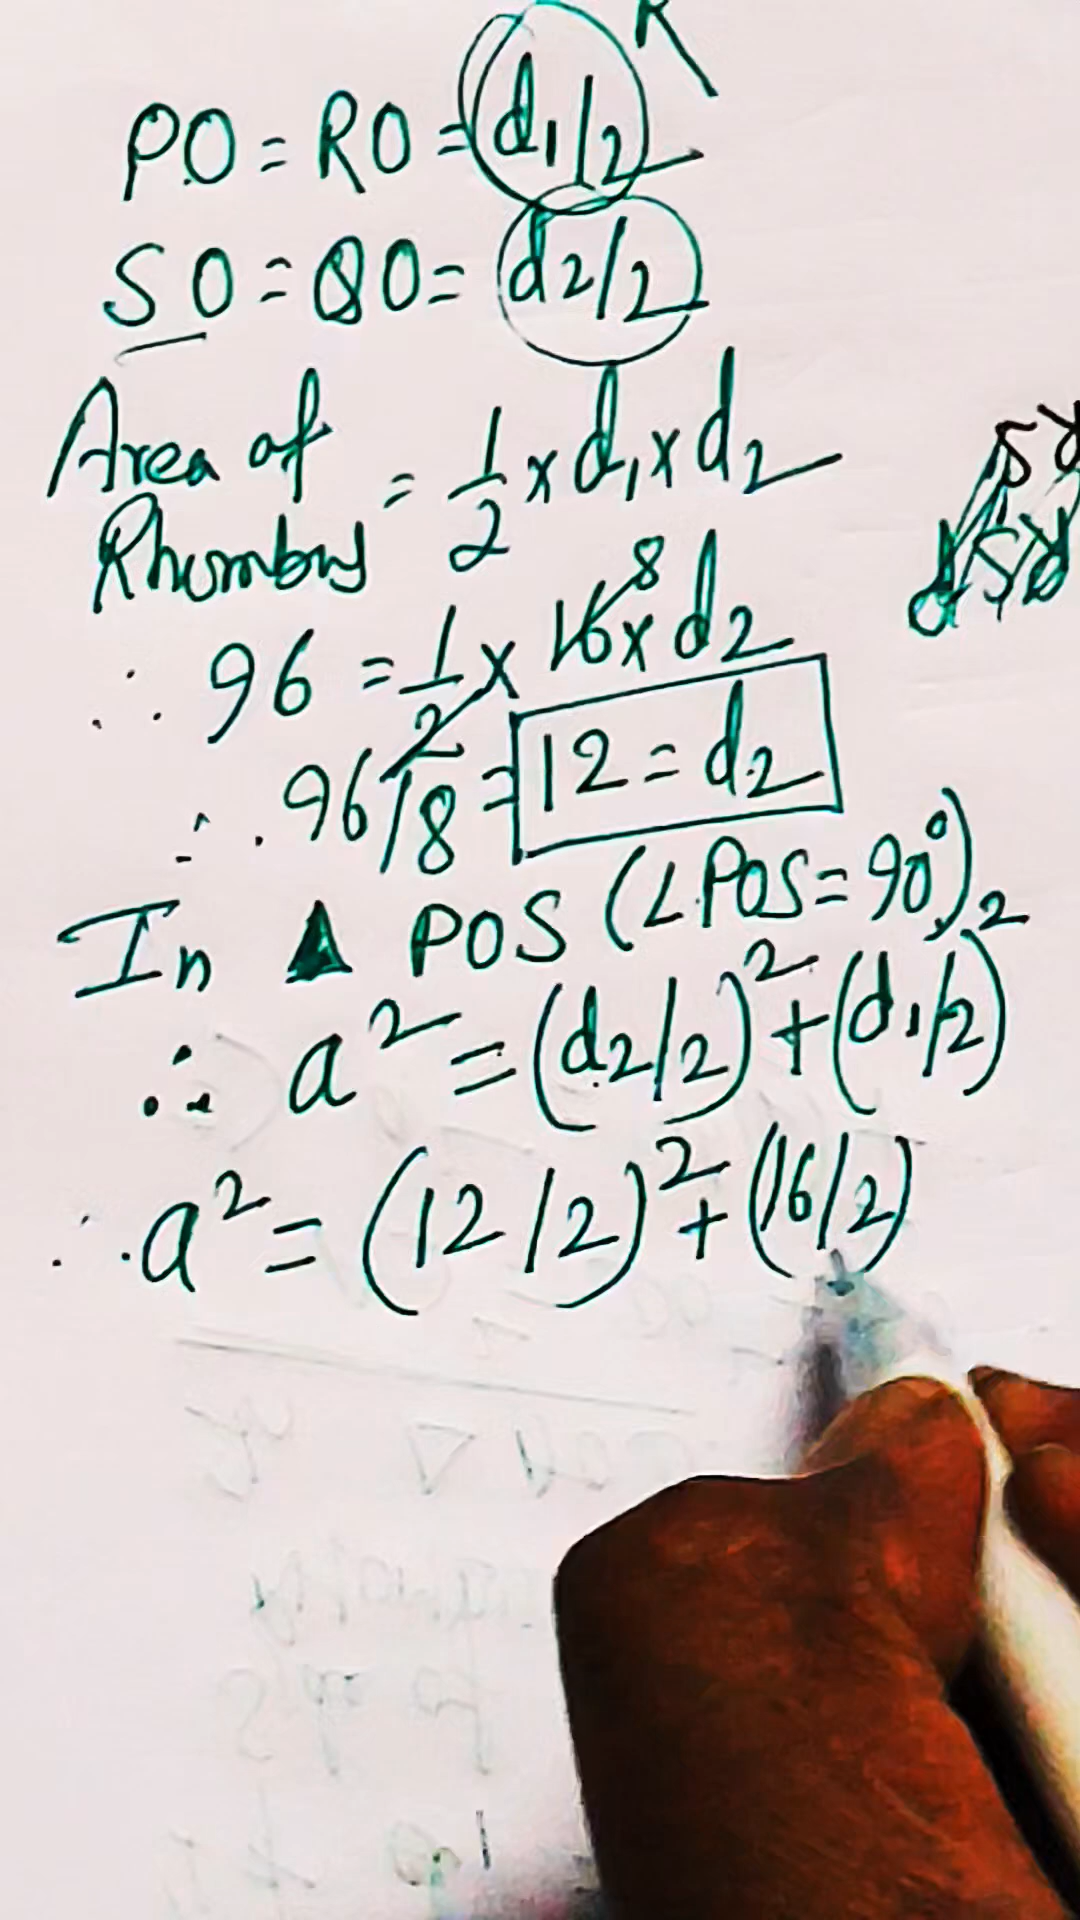 R
PO = RO = d1/2
SO = QO = d2/2
Area of Rhombus = 1/2 x d1 x d2
∴ 96 = 1/2 x 16 8 x d2
∴ 96/8 = 12 = d2
In ▲ POS (∠POS = 90°)
∴ a² = (d2/2)² + (d1/2)²
∴ a² = (12/2)² + (16/2)